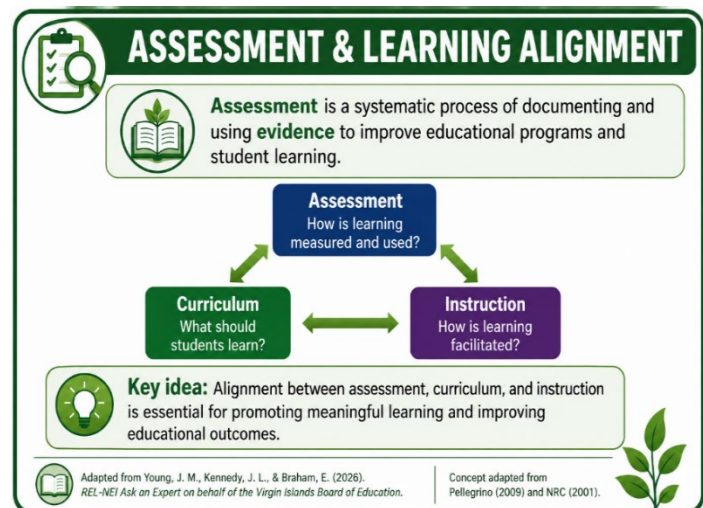 ASSESSMENT & LEARNING ALIGNMENT
Assessment is a systematic process of documenting and
using evidence to improve educational programs and
student learning.
Assessment
How is learning
measured and used?
Curriculum
What should
students learn?
Instruction
How is learning
facilitated?
Key idea: Alignment between assessment, curriculum, and instruction
is essential for promoting meaningful learning and improving
educational outcomes.
Adapted from Young, J. M., Kennedy, J. L., & Braham, E. (2026).
REL-NEI Ask an Expert on behalf of the Virgin Islands Board of Education.
Concept adapted from
Pellegrino (2009) and NRC (2001).